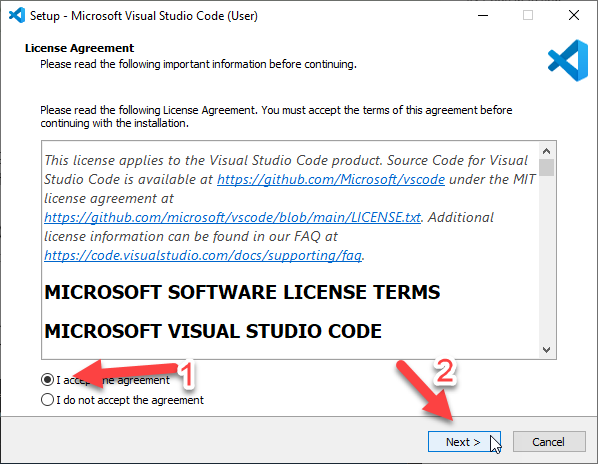 Setup - Microsoft Visual Studio Code (User)
License Agreement
Please read the following important information before continuing.
Please read the following License Agreement. You must accept the terms of this agreement before
continuing with the installation.
This license applies to the Visual Studio Code product. Source Code for Visual
Studio Code is available at https://github.com/Microsoft/vscode under the MIT
license agreement at
https://github.com/microsoft/vscode/blob/main/LICENSE.txt. Additional
license information can be found in our FAQ at
https://code.visualstudio.com/docs/supporting/faq.
MICROSOFT SOFTWARE LICENSE TERMS
MICROSOFT VISUAL STUDIO CODE
I accept the agreement
1
I do not accept the agreement
2
Next >
Cancel